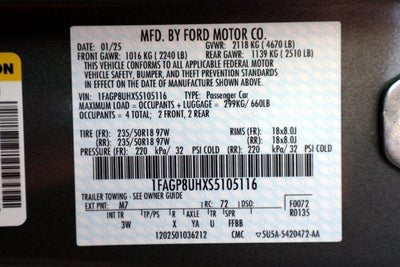 MFD. BY FORD MOTOR CO.
DATE: 01/25 GVWR: 2118 KG (4670 LB)
FRONT GAWR: 1016 KG (2240 LB) REAR GAWR: 1139 KG (2510 LB)
THIS VEHICLE CONFORMS TO ALL APPLICABLE FEDERAL MOTOR
VEHICLE SAFETY, BUMPER, AND THEFT PREVENTION STANDARDS
IN EFFECT ON THE DATE OF MANUFACTURE SHOWN ABOVE.
VIN: 1FAGP8UHXS5105116 TYPE: Passenger Car
MAXIMUM LOAD = OCCUPANTS + LUGGAGE = 299KG/ 660LB
OCCUPANTS = 4 TOTAL; 2 FRONT, 2 REAR
TIRE (FR): 235/50R18 97W RIMS (FR): 18x8.0J
TIRE (RR): 235/50R18 97W (RR): 18x8.0J
PRESSURE (FR): 220 kPa/ 32 PSI COLD (RR): 220 kPa/ 32 PSI COLD
1FAGP8UHXS5105116
TRAILER TOWING - SEE OWNER GUIDE
EXT PNT: M7 RC: 72 DSO: F0072
R0135
INT TR TP/PS R AXLE TR SPR
3W X YL U FFBB
1202501036212 CMC 5U5A-5420472-AA